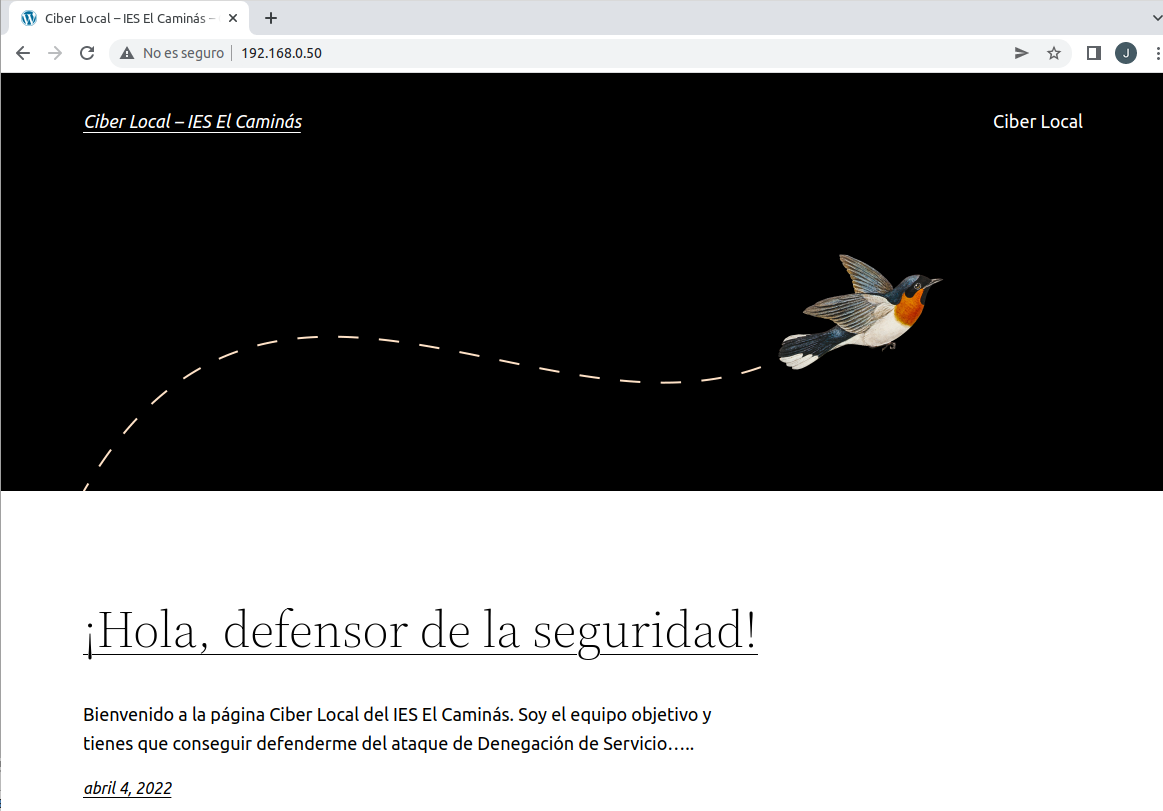 Ciber Local – IES El Caminás –
No es seguro 192.168.0.50
J
Ciber Local – IES El Caminás
Ciber Local
¡Hola, defensor de la seguridad!
Bienvenido a la página Ciber Local del IES El Caminás. Soy el equipo objetivo y
tienes que conseguir defenderme del ataque de Denegación de Servicio…..
abril 4, 2022